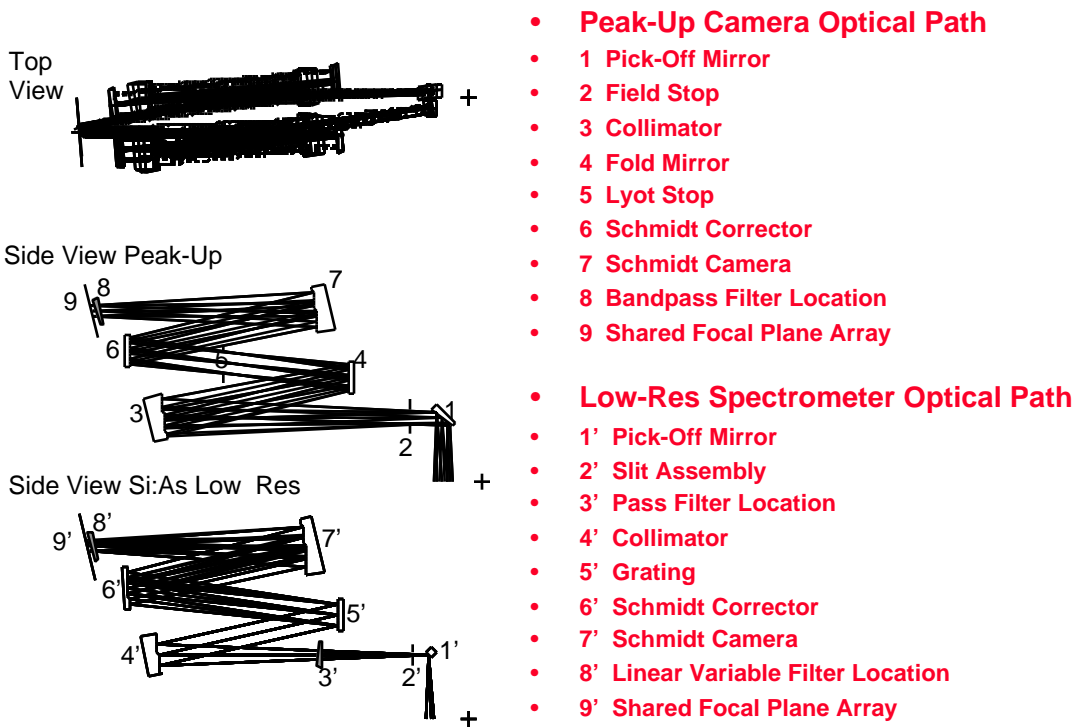 Top
View
Side View Peak-Up
9
8
7
6
5
4
3
1
2
Side View Si:As Low Res
9’
8’
7’
6’
5’
4’
3’
2’
1’
• Peak-Up Camera Optical Path
• 1 Pick-Off Mirror
• 2 Field Stop
• 3 Collimator
• 4 Fold Mirror
• 5 Lyot Stop
• 6 Schmidt Corrector
• 7 Schmidt Camera
• 8 Bandpass Filter Location
• 9 Shared Focal Plane Array
• Low-Res Spectrometer Optical Path
• 1’ Pick-Off Mirror
• 2’ Slit Assembly
• 3’ Pass Filter Location
• 4’ Collimator
• 5’ Grating
• 6’ Schmidt Corrector
• 7’ Schmidt Camera
• 8’ Linear Variable Filter Location
• 9’ Shared Focal Plane Array